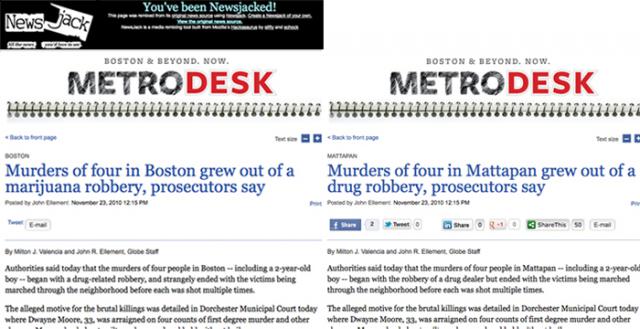 News Jack
All the news... you'd love to see
You've been Newsjacked!
This page was remixed from its original news source using Newsjack. Create a Newsjack of your own.
View the original news source.
NewsJack is a media remixing tool built from Mozilla's Hackasaurus by slifty and schock
BOSTON & BEYOND. NOW.
METRODESK
< Back to front page
Text size - +
BOSTON
Murders of four in Boston grew out of a
marijuana robbery, prosecutors say
Posted by John Ellement November 23, 2010 12:15 PM
Print
Tweet E-mail
By Milton J. Valencia and John R. Ellement, Globe Staff
Authorities said today that the murders of four people in Boston -- including a 2-year-old
boy -- began with a drug-related robbery, and strangely ended with the victims being
marched through the neighborhood before each was shot multiple times.
The alleged motive for the brutal killings was detailed in Dorchester Municipal Court today
where Dwayne Moore, 33, was arraigned on four counts of first degree murder and other
BOSTON & BEYOND. NOW.
METRODESK
< Back to front page
Text size -
MATTAPAN
Murders of four in Mattapan grew out of a
drug robbery, prosecutors say
Posted by John Ellement November 23, 2010 12:15 PM
Print
Share 2 Tweet 0 Share 0 +1 0 ShareThis 50 E-mail
By Milton J. Valencia and John R. Ellement, Globe Staff
Authorities said today that the murders of four people in Mattapan -- including a 2-year-
boy -- began with the robbery of a drug dealer but ended with the victims being marched
through the neighborhood before each was shot multiple times.
The alleged motive for the brutal killings was detailed in Dorchester Municipal Court
where Dwayne Moore, 33, was arraigned on four counts of first degree murder and